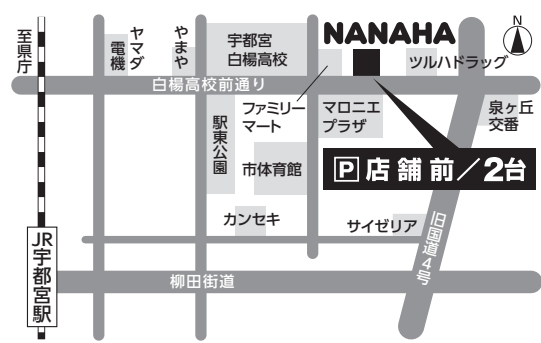 至県庁
ヤマダ
電機
やまや
宇都宮
白楊高校
NANAHA
N
ツルハドラッグ
白楊高校前通り
ファミリー
マート
マロニエ
プラザ
泉ヶ丘
交番
駅東公園
市体育館
P店舗前/2台
カンセキ
サイゼリア
旧国道4号
JR宇都宮駅
柳田街道